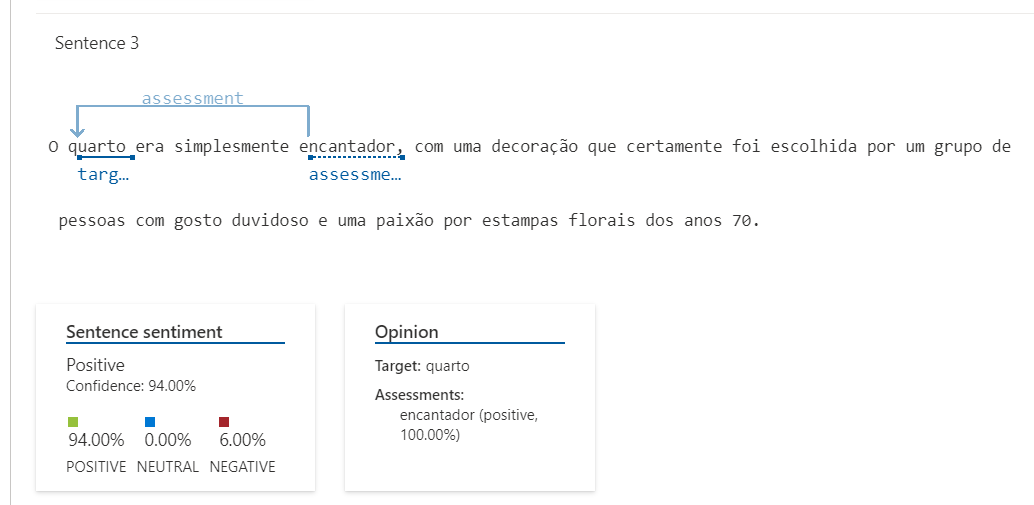 Sentence 3
assessment
O quarto era simplesmente encantador, com uma decoração que certamente foi escolhida por um grupo de
targ…
assessme…
pessoas com gosto duvidoso e uma paixão por estampas florais dos anos 70.
Sentence sentiment
Positive
Confidence: 94.00%
94.00% 0.00% 6.00%
POSITIVE NEUTRAL NEGATIVE
Opinion
Target: quarto
Assessments:
encantador (positive,
100.00%)